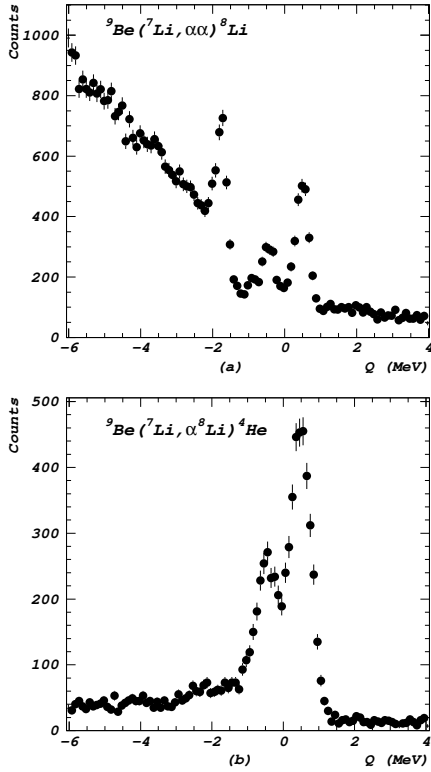 ⁹Be(⁷Li,αα)⁸Li
Counts
1000
800
600
400
200
0
−6 −4 −2 0 2 4
(a) Q (MeV)
⁹Be(⁷Li,α⁸Li)⁴He
Counts
500
400
300
200
100
0
−6 −4 −2 0 2 4
(b) Q (MeV)